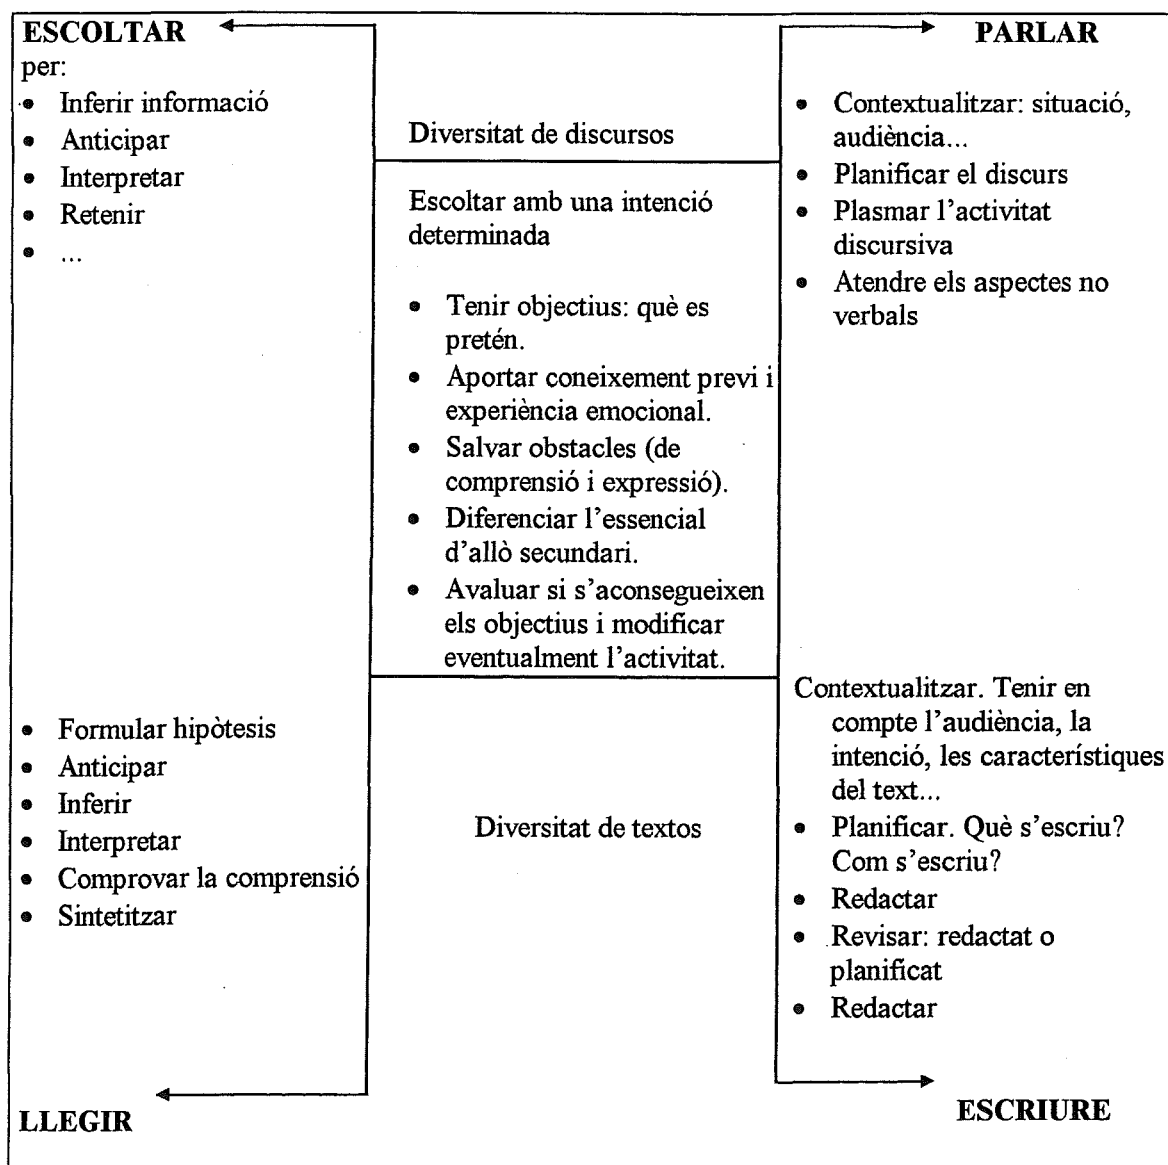 ESCOLTAR
per:
• Inferir informació
• Anticipar
• Interpretar
• Retenir
• ...
Diversitat de discursos
Escoltar amb una intenció
determinada
• Tenir objectius: què es
pretén.
• Aportar coneixement previ i
experiència emocional.
• Salvar obstacles (de
comprensió i expressió).
• Diferenciar l’essencial
d’allò secundari.
• Avaluar si s’aconsegueixen
els objectius i modificar
eventualment l’activitat.
PARLAR
• Contextualitzar: situació,
audiència...
• Planificar el discurs
• Plasmar l’activitat
discursiva
• Atendre els aspectes no
verbals
• Formular hipòtesis
• Anticipar
• Inferir
• Interpretar
• Comprovar la comprensió
• Sintetitzar
LLEGIR
Diversitat de textos
Contextualitzar. Tenir en
compte l’audiència, la
intenció, les característiques
del text...
• Planificar. Què s’escriu?
Com s’escriu?
• Redactar
• Revisar: redactat o
planificat
• Redactar
ESCRIURE